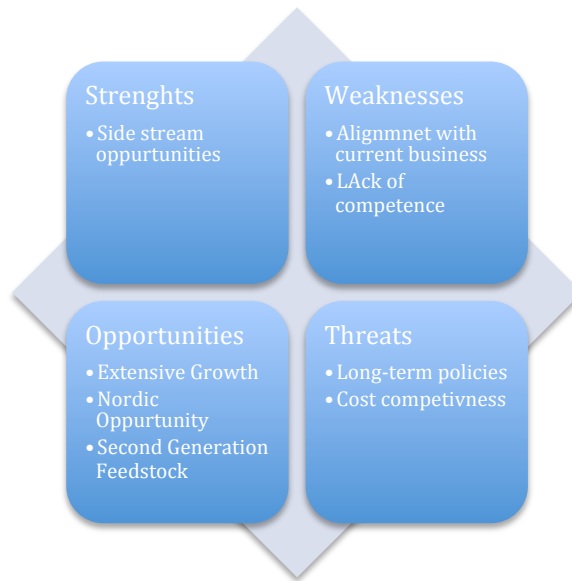 Strenghts
• Side stream
oppurtunities
Weaknesses
• Alignmnet with
current business
• LAck of
competence
Opportunities
• Extensive Growth
• Nordic
Oppurtunity
• Second Generation
Feedstock
Threats
• Long-term policies
• Cost competivness